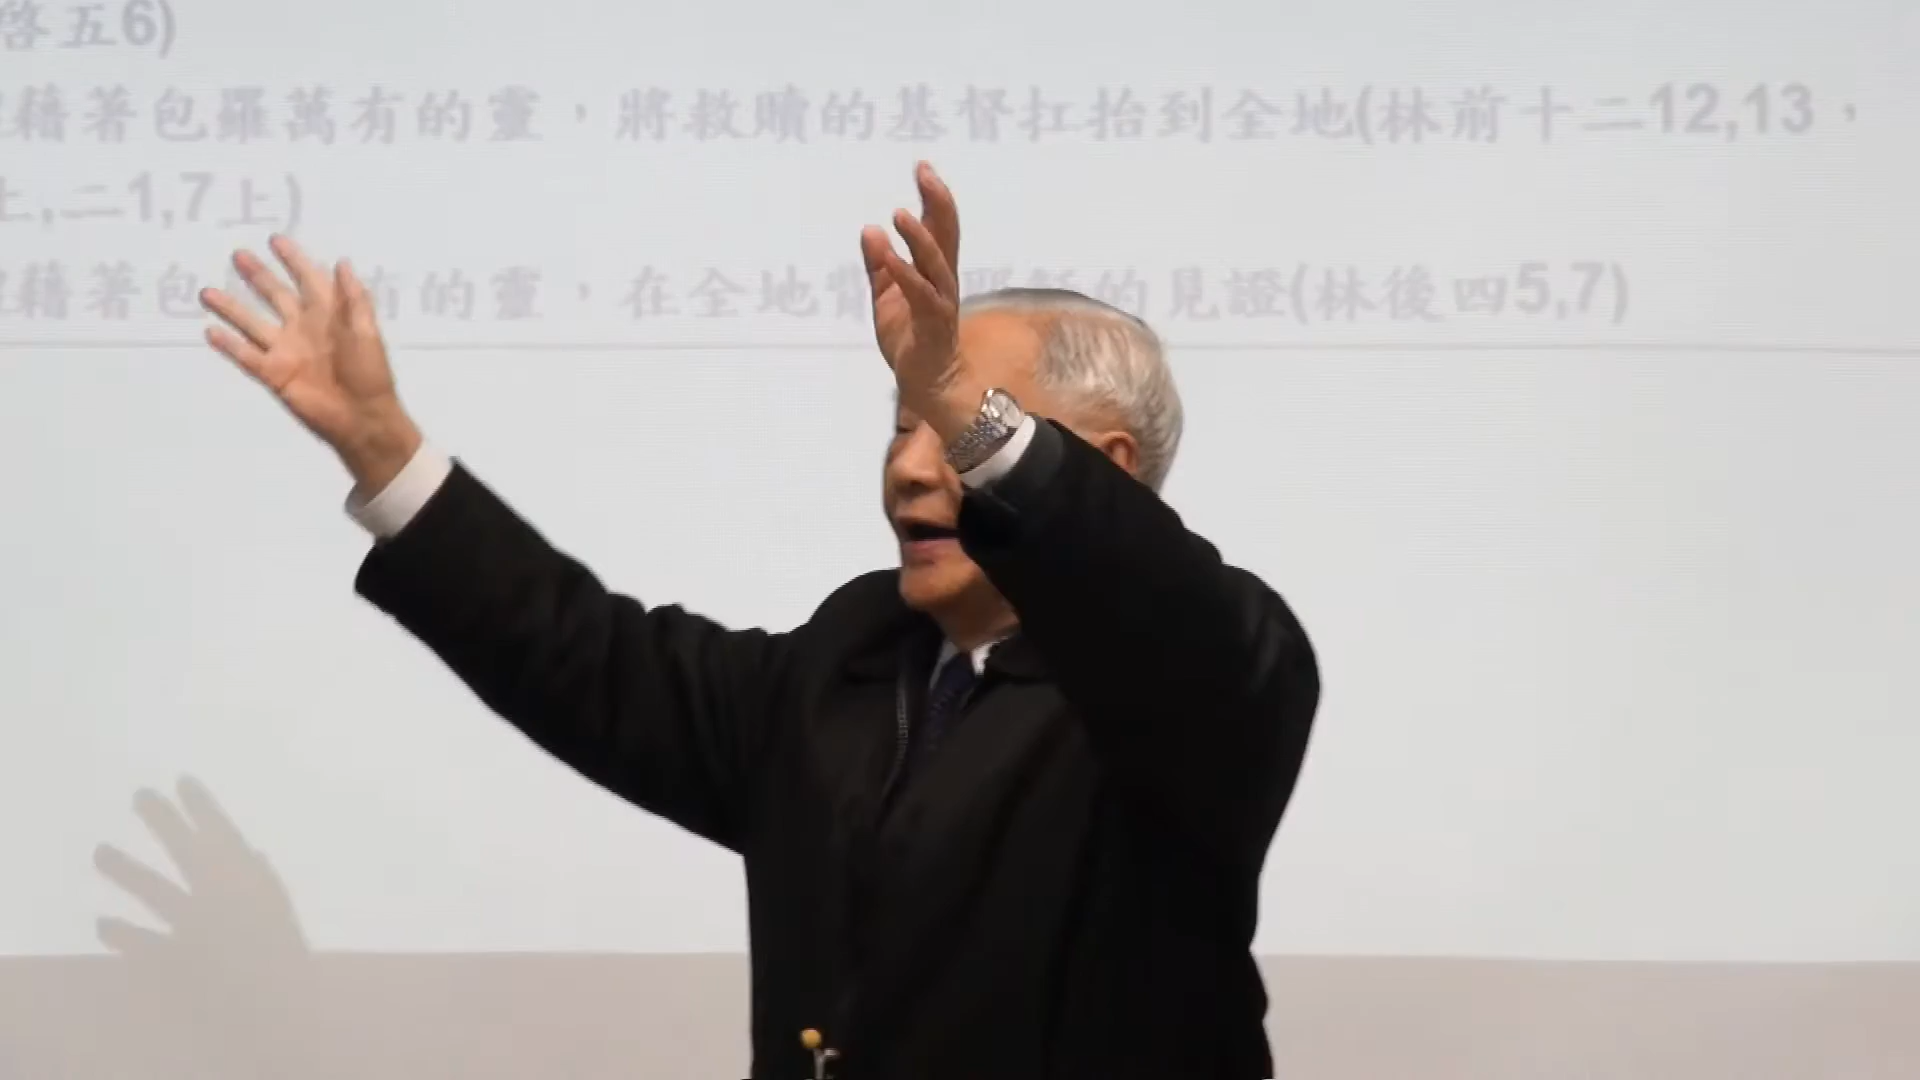 啓五6)
藉著包羅萬有的靈，將救贖的基督扛抬到全地(林前十二12,13，
上,二1,7上)
藉著包 有的靈，在全地 的見證(林後四5,7)